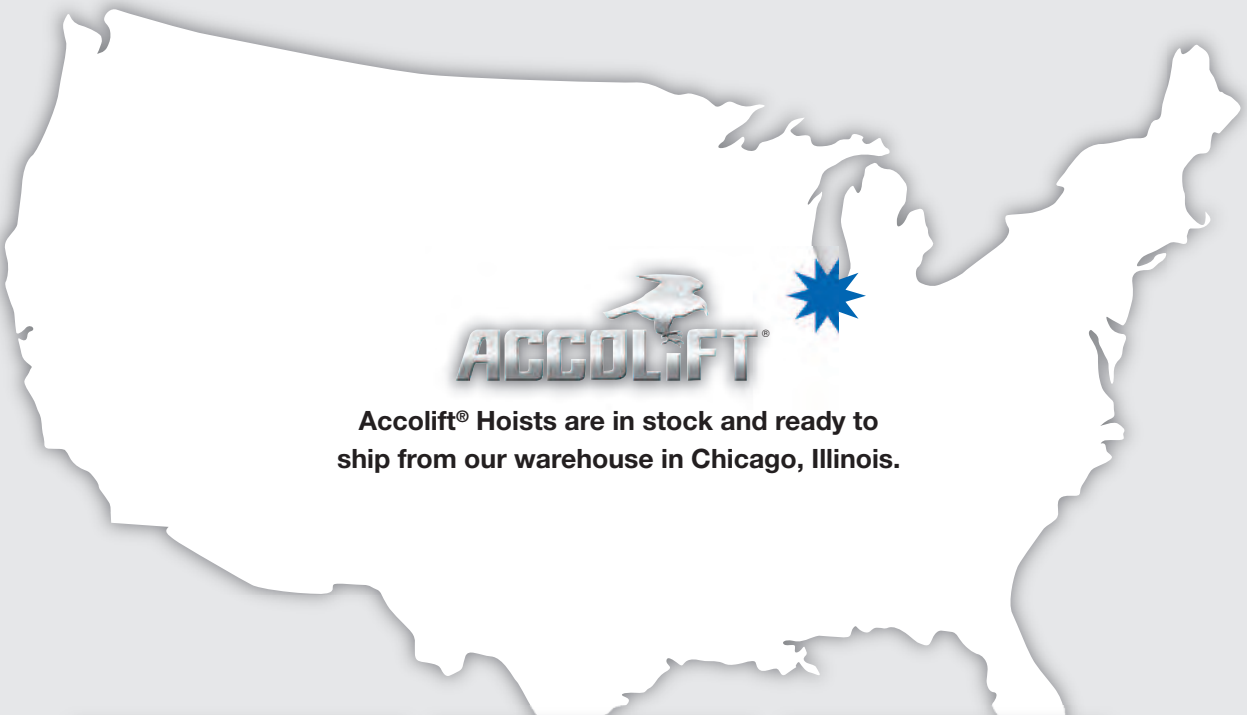 ACCOLiFT®
Accolift® Hoists are in stock and ready to
ship from our warehouse in Chicago, Illinois.